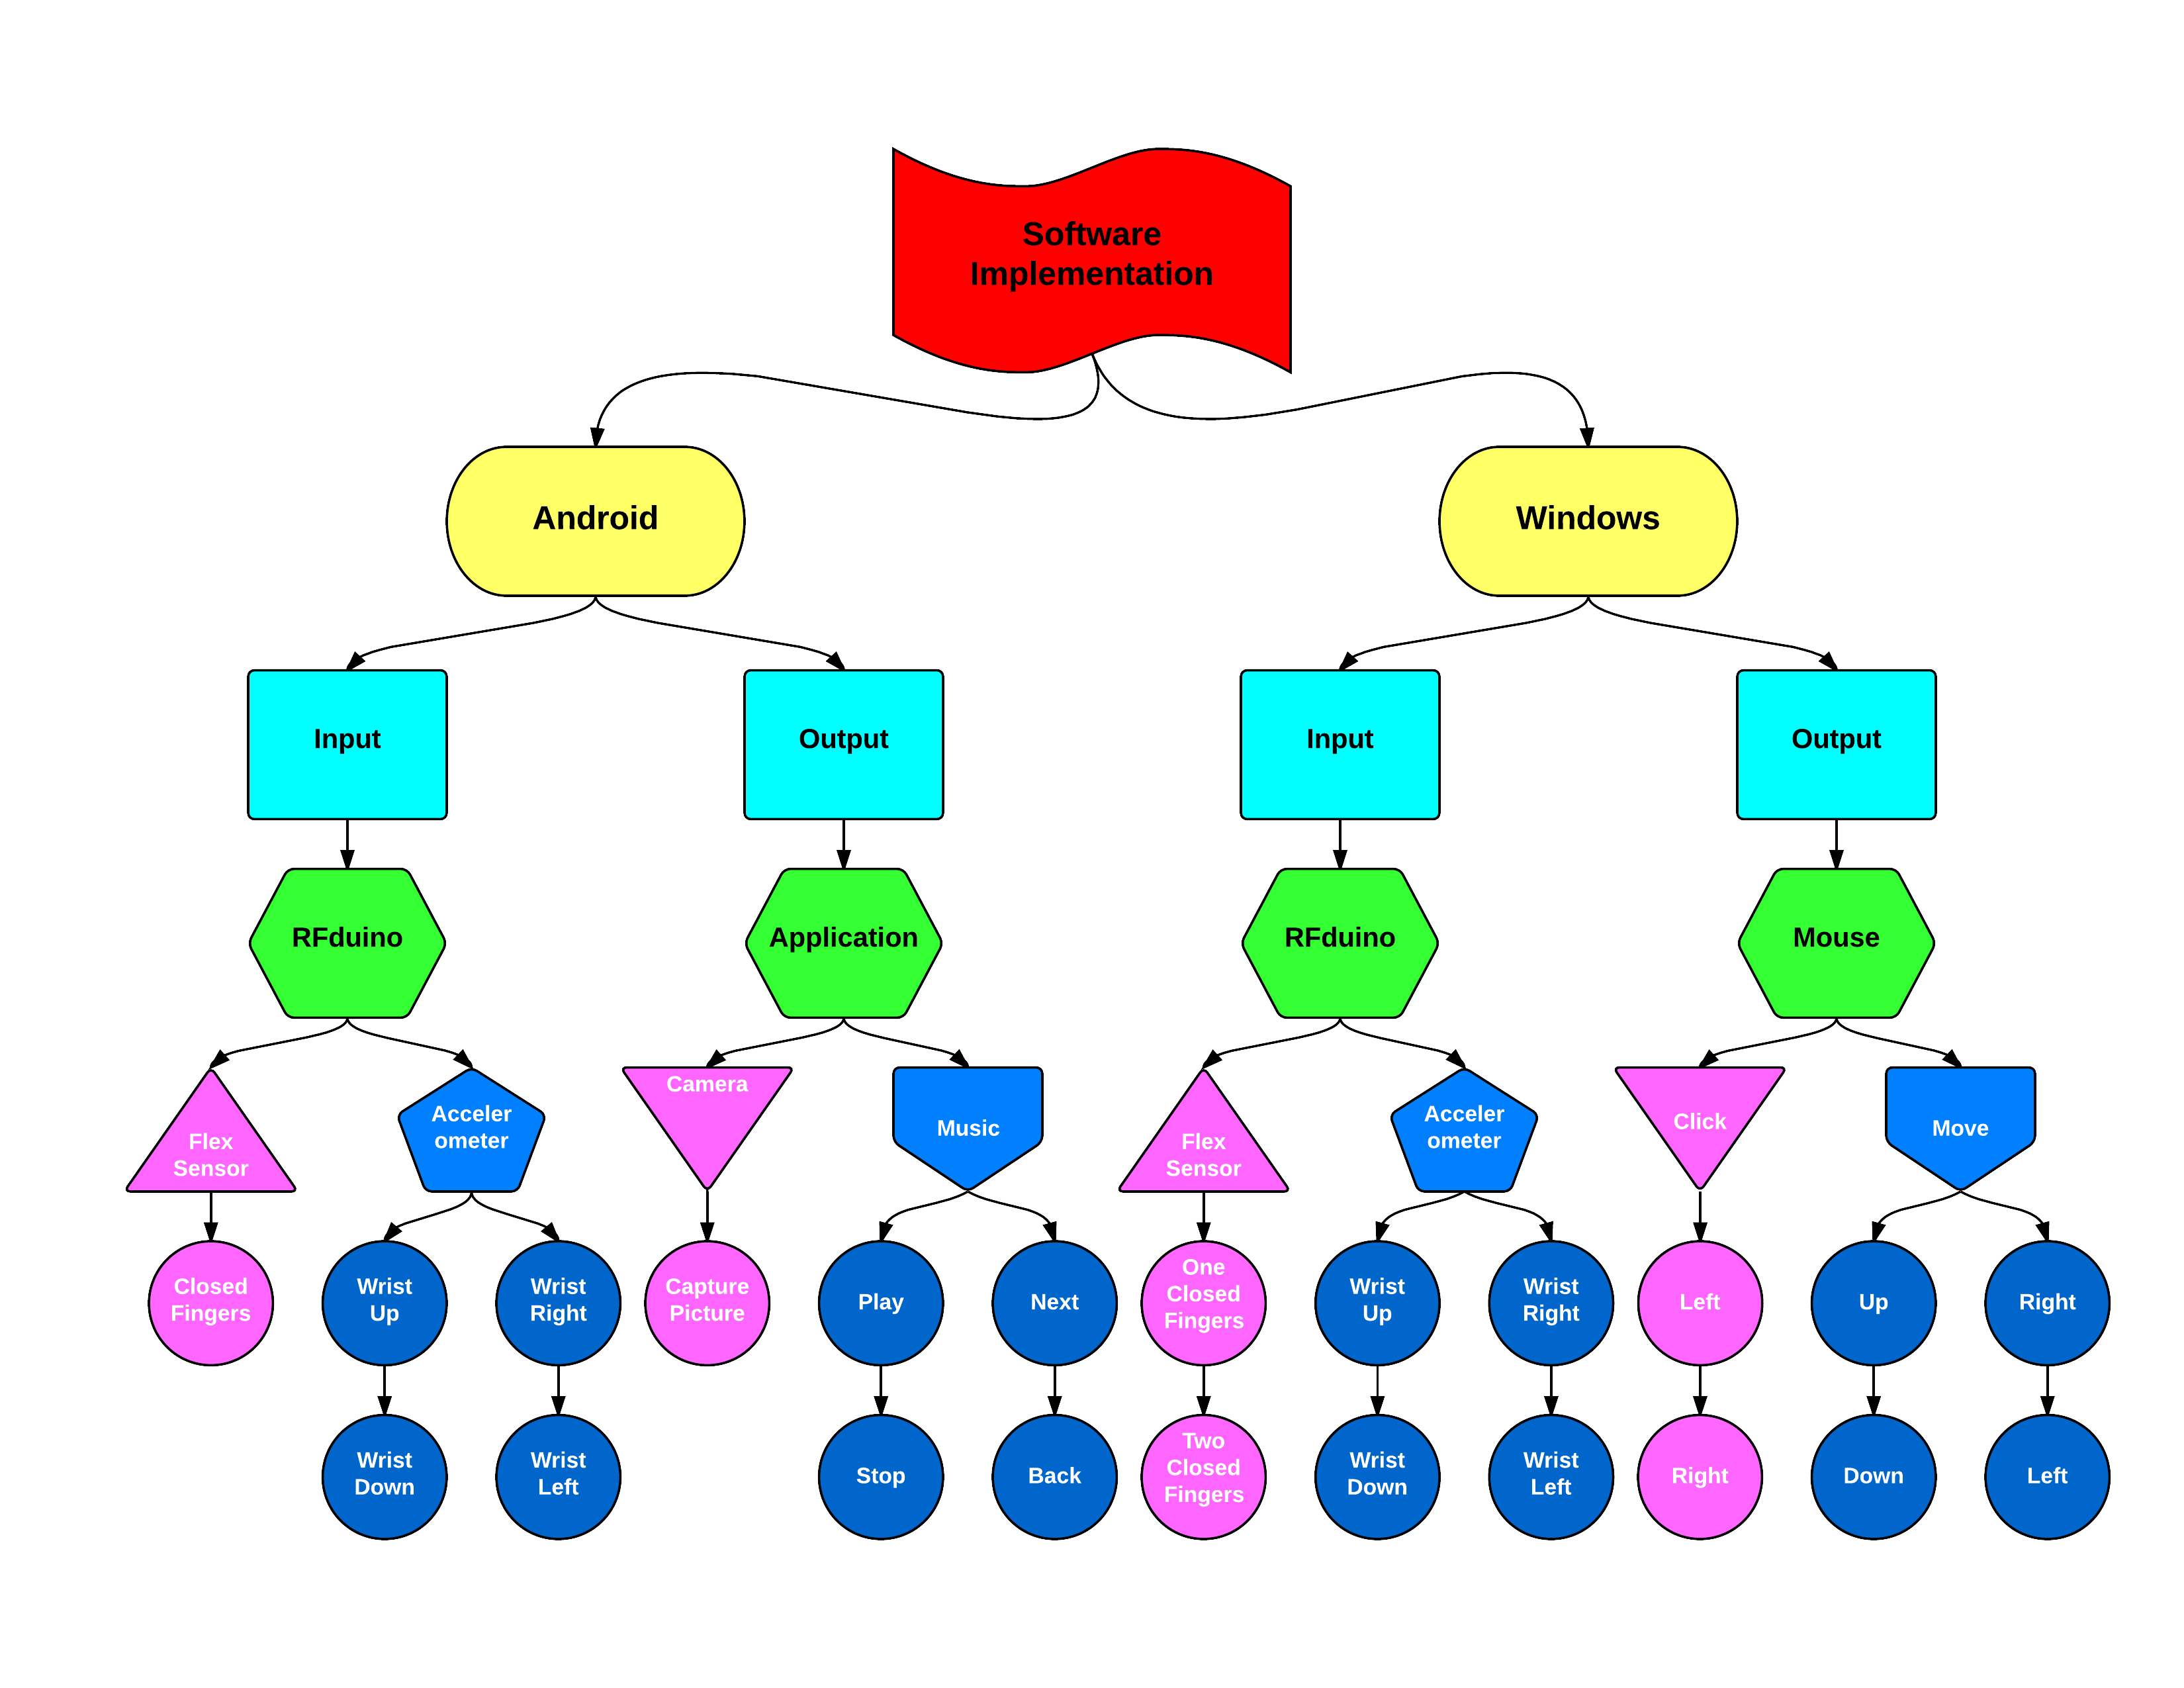 Software
Implementation
Android
Windows
Input
Output
Input
Output
RFduino
Application
RFduino
Mouse
Flex
Sensor
Acceler
ometer
Camera
Music
Flex
Sensor
Acceler
ometer
Click
Move
Closed
Fingers
Wrist
Up
Wrist
Right
Capture
Picture
Play
Next
One
Closed
Fingers
Wrist
Up
Wrist
Right
Left
Up
Right
Wrist
Down
Wrist
Left
Stop
Back
Two
Closed
Fingers
Wrist
Down
Wrist
Left
Right
Down
Left